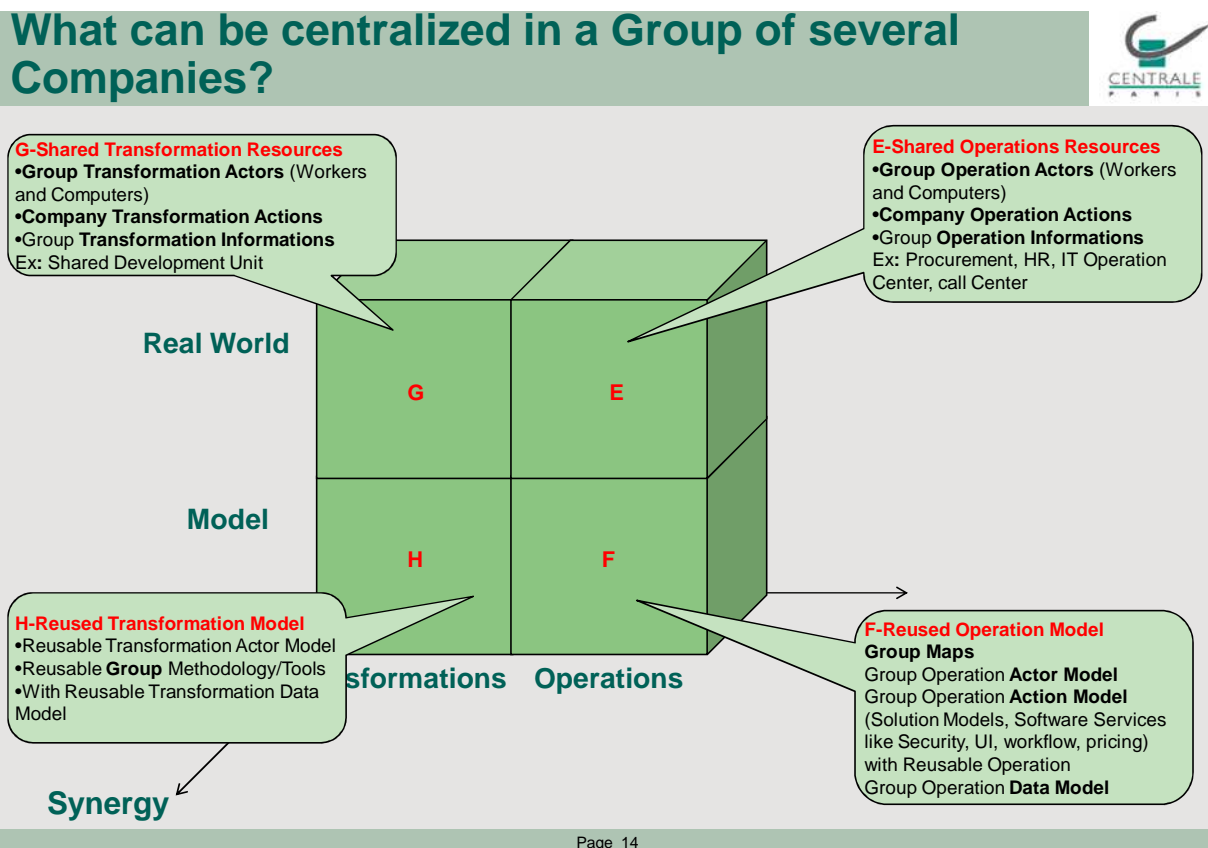 What can be centralized in a Group of several
Companies?
CENTRALE
PARIS
G-Shared Transformation Resources
•Group Transformation Actors (Workers
and Computers)
•Company Transformation Actions
•Group Transformation Informations
Ex: Shared Development Unit
E-Shared Operations Resources
•Group Operation Actors (Workers
and Computers)
•Company Operation Actions
•Group Operation Informations
Ex: Procurement, HR, IT Operation
Center, call Center
Real World
G
E
Model
H
F
H-Reused Transformation Model
•Reusable Transformation Actor Model
•Reusable Group Methodology/Tools
•With Reusable Transformation Data
Model
sformations Operations
F-Reused Operation Model
Group Maps
Group Operation Actor Model
Group Operation Action Model
(Solution Models, Software Services
like Security, UI, workflow, pricing)
with Reusable Operation
Group Operation Data Model
Synergy
Page 14